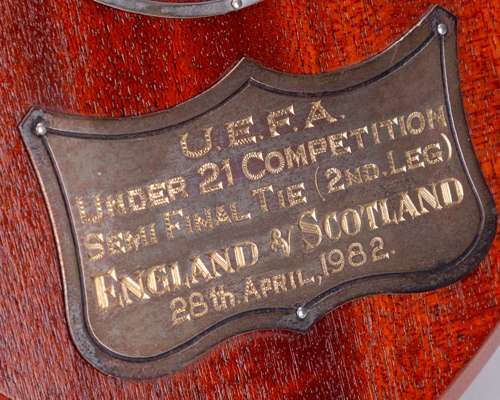 U.E.F.A.
UNDER 21 COMPETITION
SEMI FINAL TIE (2ND. LEG)
ENGLAND & SCOTLAND
28th APRIL, 1982.